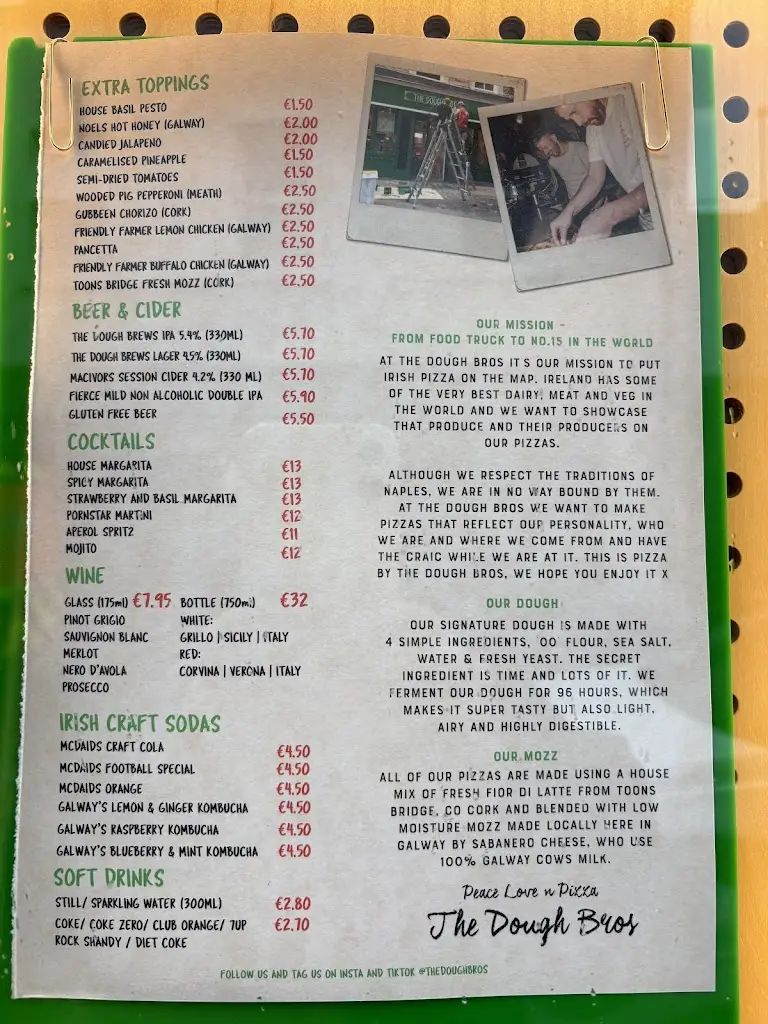 EXTRA TOPPINGS
HOUSE BASIL PESTO €1.50
NOELS HOT HONEY (GALWAY) €2.00
CANDIED JALAPENO €2.00
CARAMELISED PINEAPPLE €1.50
SEMI-DRIED TOMATOES €1.50
WOODED PIG PEPPERONI (MEATH) €2.50
GUBBEEN CHORIZO (CORK) €2.50
FRIENDLY FARMER LEMON CHICKEN (GALWAY) €2.50
PANCETTA €2,50
FRIENDLY FARMER BUFFALO CHICKEN (GALWAY) €2.50
TOONS BRIDGE FRESH MOZZ (CORK) €2.50
BEER & CIDER
THE DOUGH BREWS IPA 5.4% (330ML) €5.70
THE DOUGH BREWS LAGER 4.5% (330ML) €5.70
MACIVORS SESSION CIDER 4.2% (330 ML) €5.70
FIERCE MILD NON ALCOHOLIC DOUBLE IPA €5.90
GLUTEN FREE BEER €5.50
COCKTAILS
HOUSE MARGARITA €13
SPICY MARGARITA €13
STRAWBERRY AND BASIL MARGARITA €13
PORNSTAR MARTINI €12
APEROL SPRITZ €11
MOJITO €12
WINE
GLASS (175ml) €7.95 BOTTLE (750ml) €32
PINOT GRIGIO WHITE:
SAUVIGNON BLANC GRILLO | SICILY | ITALY
MERLOT RED:
NERO D'AVOLA CORVINA | VERONA | ITALY
PROSECCO
IRISH CRAFT SODAS
MCDAIDS CRAFT COLA €4.50
MCDAIDS FOOTBALL SPECIAL €4.50
MCDAIDS ORANGE €4.50
GALWAY'S LEMON & GINGER KOMBUCHA €4.50
GALWAY'S RASPBERRY KOMBUCHA €4.50
GALWAY'S BLUEBERRY & MINT KOMBUCHA €4.50
SOFT DRINKS
STILL/ SPARKLING WATER (300ML) €2.80
COKE/ COKE ZERO/ CLUB ORANGE/ 7UP €2.70
ROCK SHANDY / DIET COKE
THE DOUGH
OUR MISSION -
FROM FOOD TRUCK TO NO.15 IN THE WORLD
AT THE DOUGH BROS IT'S OUR MISSION TO PUT
IRISH PIZZA ON THE MAP. IRELAND HAS SOME
OF THE VERY BEST DAIRY, MEAT AND VEG IN
THE WORLD AND WE WANT TO SHOWCASE
THAT PRODUCE AND THEIR PRODUCERS ON
OUR PIZZAS.
ALTHOUGH WE RESPECT THE TRADITIONS OF
NAPLES, WE ARE IN NO WAY BOUND BY THEM.
AT THE DOUGH BROS WE WANT TO MAKE
PIZZAS THAT REFLECT OUR PERSONALITY, WHO
WE ARE AND WHERE WE COME FROM AND HAVE
THE CRAIC WHILE WE ARE AT IT. THIS IS PIZZA
BY THE DOUGH BROS, WE HOPE YOU ENJOY IT X
OUR DOUGH
OUR SIGNATURE DOUGH IS MADE WITH
4 SIMPLE INGREDIENTS, '00' FLOUR, SEA SALT,
WATER & FRESH YEAST. THE SECRET
INGREDIENT IS TIME AND LOTS OF IT. WE
FERMENT OUR DOUGH FOR 96 HOURS, WHICH
MAKES IT SUPER TASTY BUT ALSO LIGHT,
AIRY AND HIGHLY DIGESTIBLE.
OUR MOZZ
ALL OF OUR PIZZAS ARE MADE USING A HOUSE
MIX OF FRESH FIOR DI LATTE FROM TOONS
BRIDGE, CO CORK AND BLENDED WITH LOW
MOISTURE MOZZ MADE LOCALLY HERE IN
GALWAY BY SABANERO CHEESE, WHO USE
100% GALWAY COWS MILK.
Peace Love n Pizza
The Dough Bros
FOLLOW US AND TAG US ON INSTA AND TIKTOK @THEDOUGHBROS